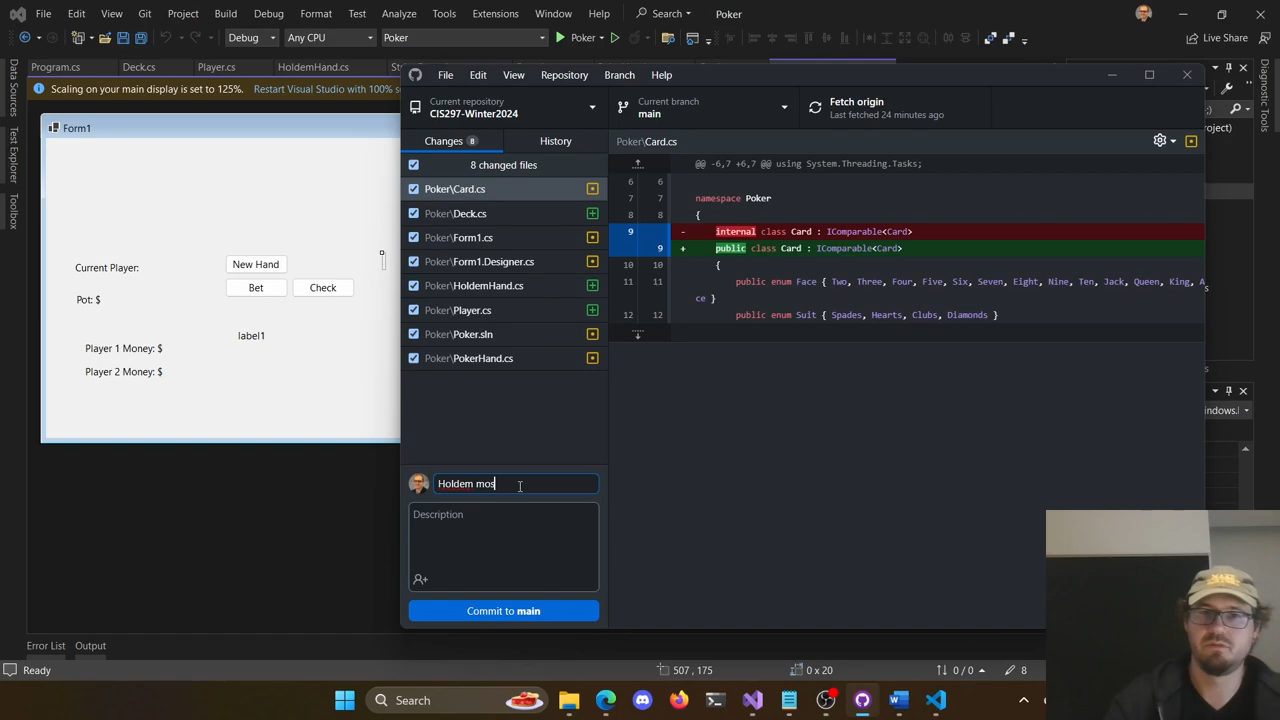 File Edit View Git Project Build Debug Format Test Analyze Tools Extensions Window Help Search Poker
Debug Any CPU Poker Poker Live Share
Program.cs Deck.cs Player.cs HoldemHand.cs
Scaling on your main display is set to 125%. Restart Visual Studio with 100% s
Data Sources
Test Explorer
Toolbox
Form1
Current Player:
New Hand
Bet
Check
Pot: $
label1
Player 1 Money: $
Player 2 Money: $
File Edit View Repository Branch Help
Current repository
CIS297-Winter2024
Current branch
main
Fetch origin
Last fetched 24 minutes ago
Changes 8
History
8 changed files
Poker\Card.cs
Poker\Deck.cs
Poker\Form1.cs
Poker\Form1.Designer.cs
Poker\HoldemHand.cs
Poker\Player.cs
Poker\Poker.sln
Poker\PokerHand.cs
Holdem mos
Description
Commit to main
Poker\Card.cs
@@ -6,7 +6,7 @@ using System.Threading.Tasks;
6 6
7 7 namespace Poker
8 8 {
9 - internal class Card : IComparable<Card>
9 + public class Card : IComparable<Card>
10 10 {
11 11 public enum Face { Two, Three, Four, Five, Six, Seven, Eight, Nine, Ten, Jack, Queen, King, A
ce }
12 12 public enum Suit { Spades, Hearts, Clubs, Diamonds }
Diagnostic Tools
roject)
indows.
Error List Output
Ready
507 , 175
0 x 20
0 / 0
8
Search